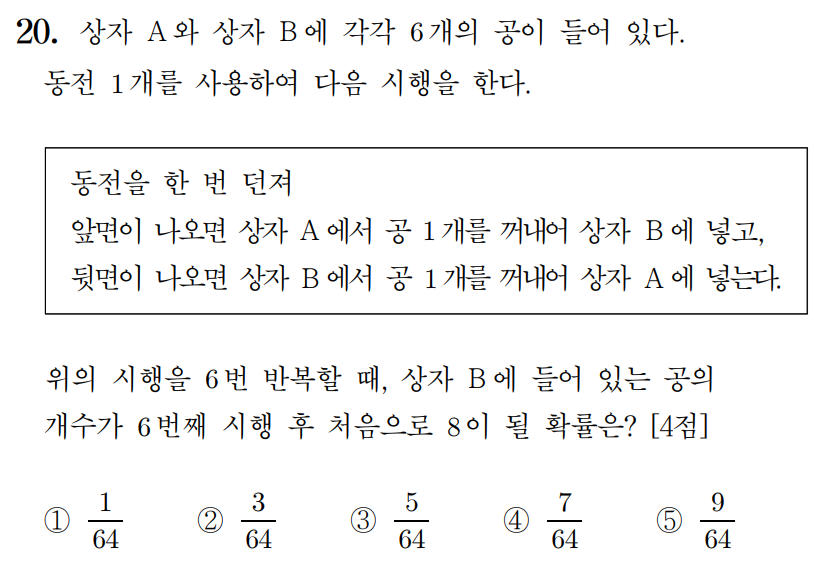 20. 상자 A와 상자 B에 각각 6개의 공이 들어 있다.
동전 1개를 사용하여 다음 시행을 한다.
동전을 한 번 던져
앞면이 나오면 상자 A에서 공 1개를 꺼내어 상자 B에 넣고,
뒷면이 나오면 상자 B에서 공 1개를 꺼내어 상자 A에 넣는다.
위의 시행을 6번 반복할 때, 상자 B에 들어 있는 공의
개수가 6번째 시행 후 처음으로 8이 될 확률은? [4점]
① 1/64 ② 3/64 ③ 5/64 ④ 7/64 ⑤ 9/64